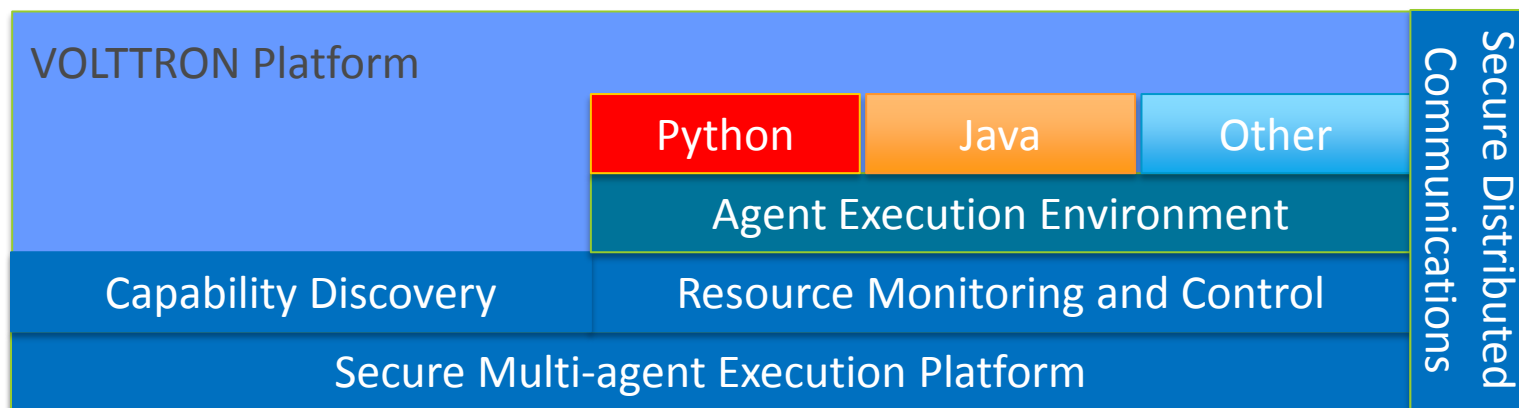 VOLTTRON Platform
Python
Java
Other
Agent Execution Environment
Capability Discovery
Resource Monitoring and Control
Secure Multi-agent Execution Platform
Secure Distributed
Communications